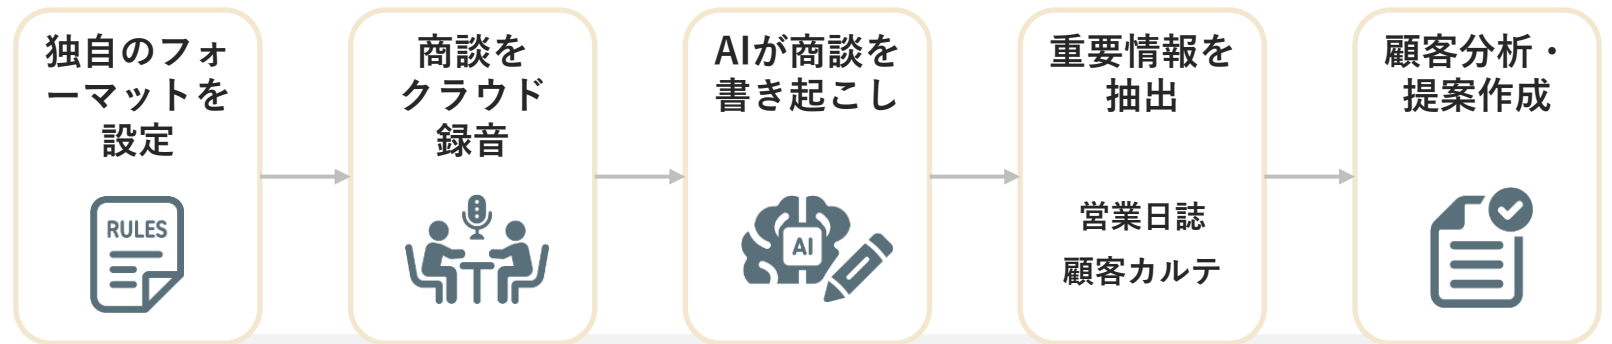 独自のフォ
ーマットを
設定
RULES
商談を
クラウド
録音
AIが商談を
書き起こし
AI
重要情報を
抽出
営業日誌
顧客カルテ
顧客分析・
提案作成